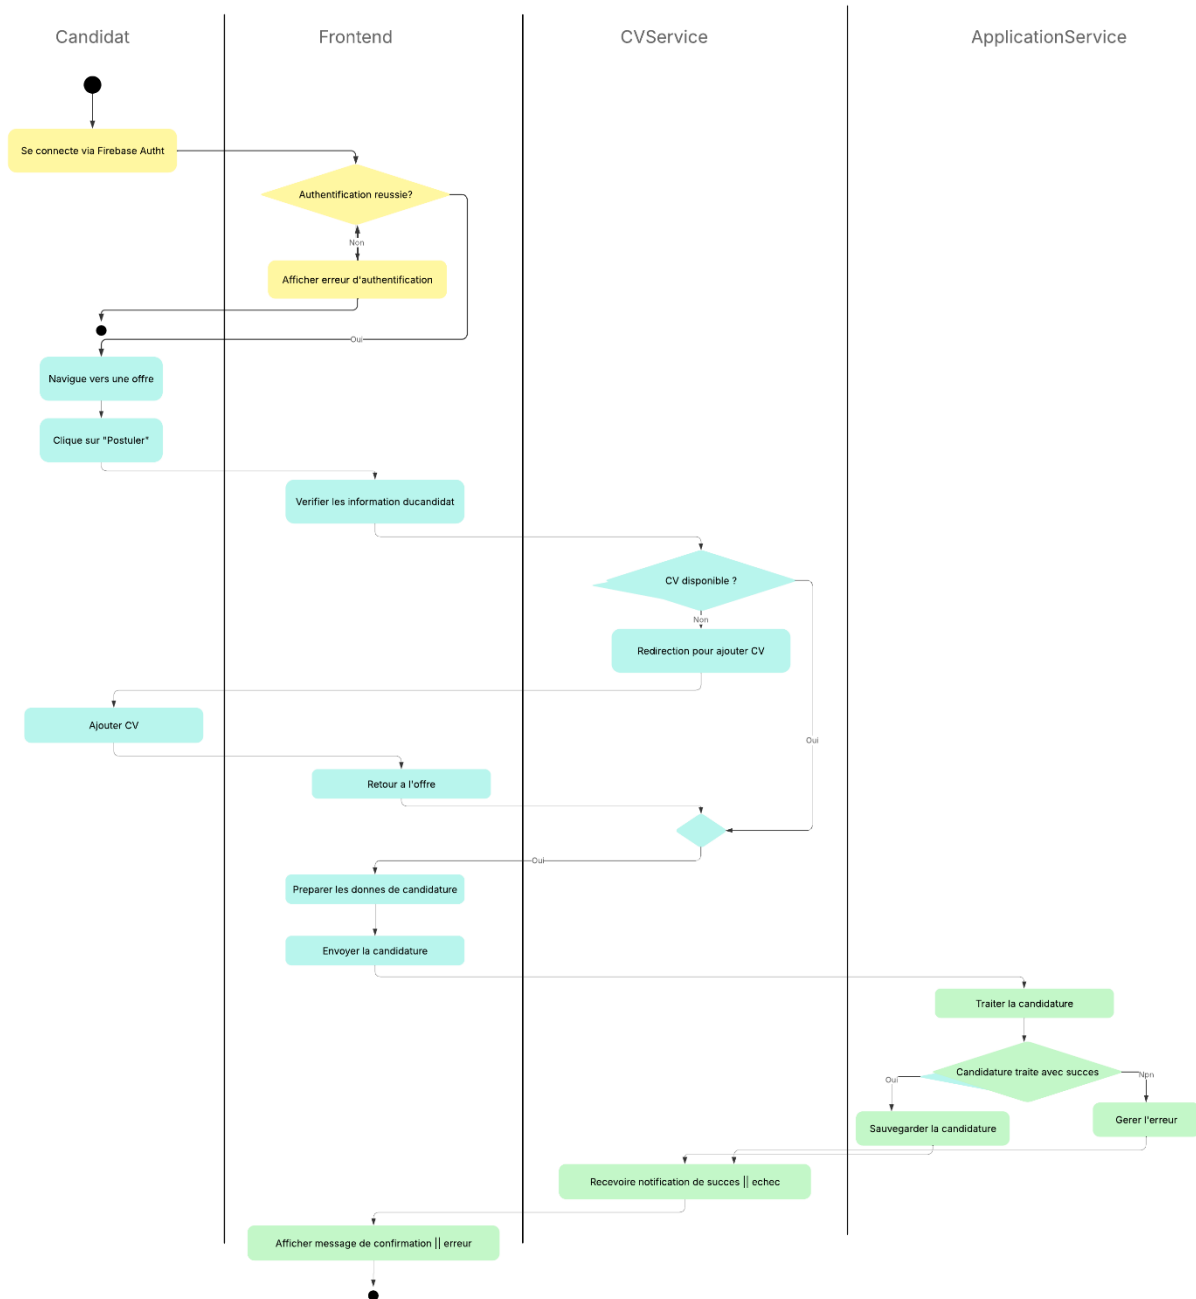 Candidat
Frontend
CVService
ApplicationService
Se connecte via Firebase Autht
Authentification reussie?
Non
Afficher erreur d'authentification
Oui
Navigue vers une offre
Clique sur "Postuler"
Verifier les information ducandidat
CV disponible ?
Non
Redirection pour ajouter CV
Ajouter CV
Oui
Retour a l'offre
Oui
Preparer les donnes de candidature
Envoyer la candidature
Traiter la candidature
Candidature traite avec succes
Oui
Npn
Sauvegarder la candidature
Gerer l'erreur
Recevoire notification de succes || echec
Afficher message de confirmation || erreur